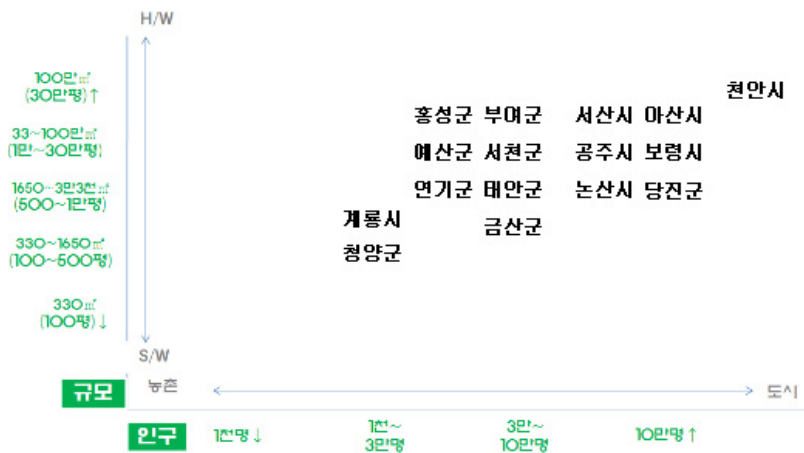 H/W
100만㎡
(30만평)↑
33~100만㎡
(1만~30만평)
1650~3만3천㎡
(500~1만평)
330~1650㎡
(100~500평)
330㎡
(100평)↓
천안시
홍성군 부여군 서산시 아산시
예산군 서천군 공주시 보령시
연기군 태안군 논산시 당진군
계룡시 금산군
청양군
S/W
규모 농촌 도시
인구 1천명↓ 1천~
3만명 3만~
10만명 10만명↑